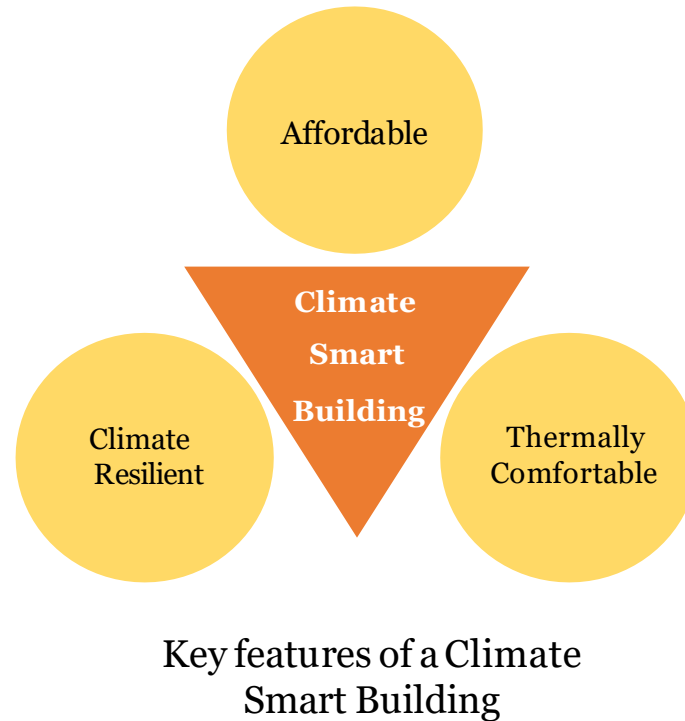 Affordable
Climate
Smart
Building
Climate
Resilient
Thermally
Comfortable
Key features of a Climate
Smart Building